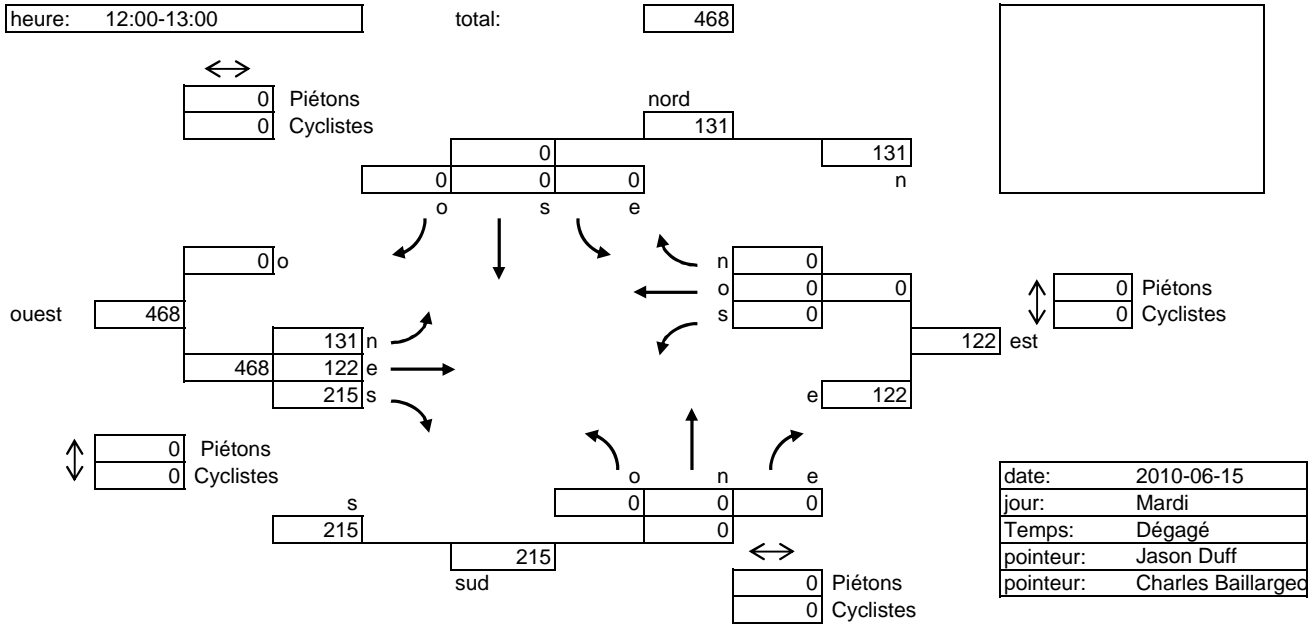 heure: 12:00-13:00 total: 468
0 Piétons
0 Cyclistes
nord
131
0 131
0 0 0 n
o s e
0 o
n 0
o 0 0
s 0
0 Piétons
0 Cyclistes
ouest 468
131 n
468 122 e
215 s
122 est
e 122
0 Piétons
0 Cyclistes
o n e
s 0 0 0
215 0
215
sud
0 Piétons
0 Cyclistes
date: 2010-06-15
jour: Mardi
Temps: Dégagé
pointeur: Jason Duff
pointeur: Charles Baillargeo